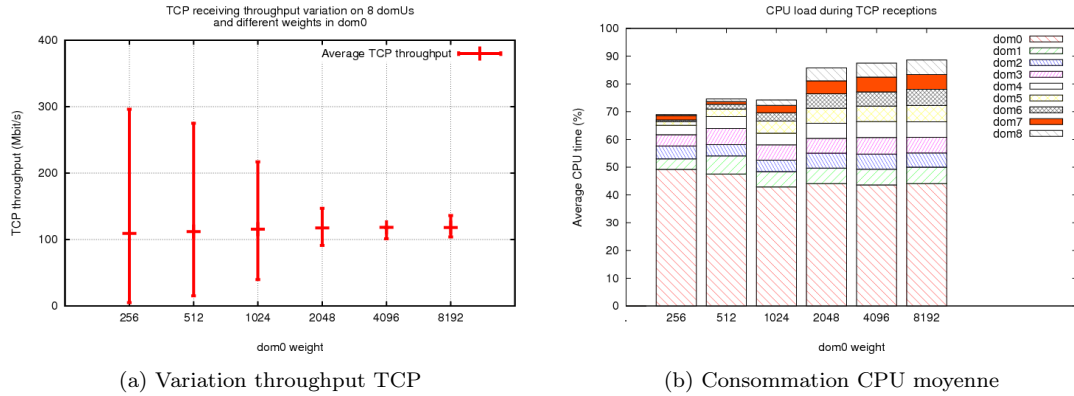 TCP receiving throughput variation on 8 domUs
and different weights in dom0
400
300
200
100
0
TCP throughput (Mbit/s)
Average TCP throughput
256 512 1024 2048 4096 8192
dom0 weight
(a) Variation throughput TCP
CPU load during TCP receptions
100
90
80
70
60
50
40
30
20
10
0
Average CPU time (%)
dom0
dom1
dom2
dom3
dom4
dom5
dom6
dom7
dom8
. 256 512 1024 2048 4096 8192
dom0 weight
(b) Consommation CPU moyenne